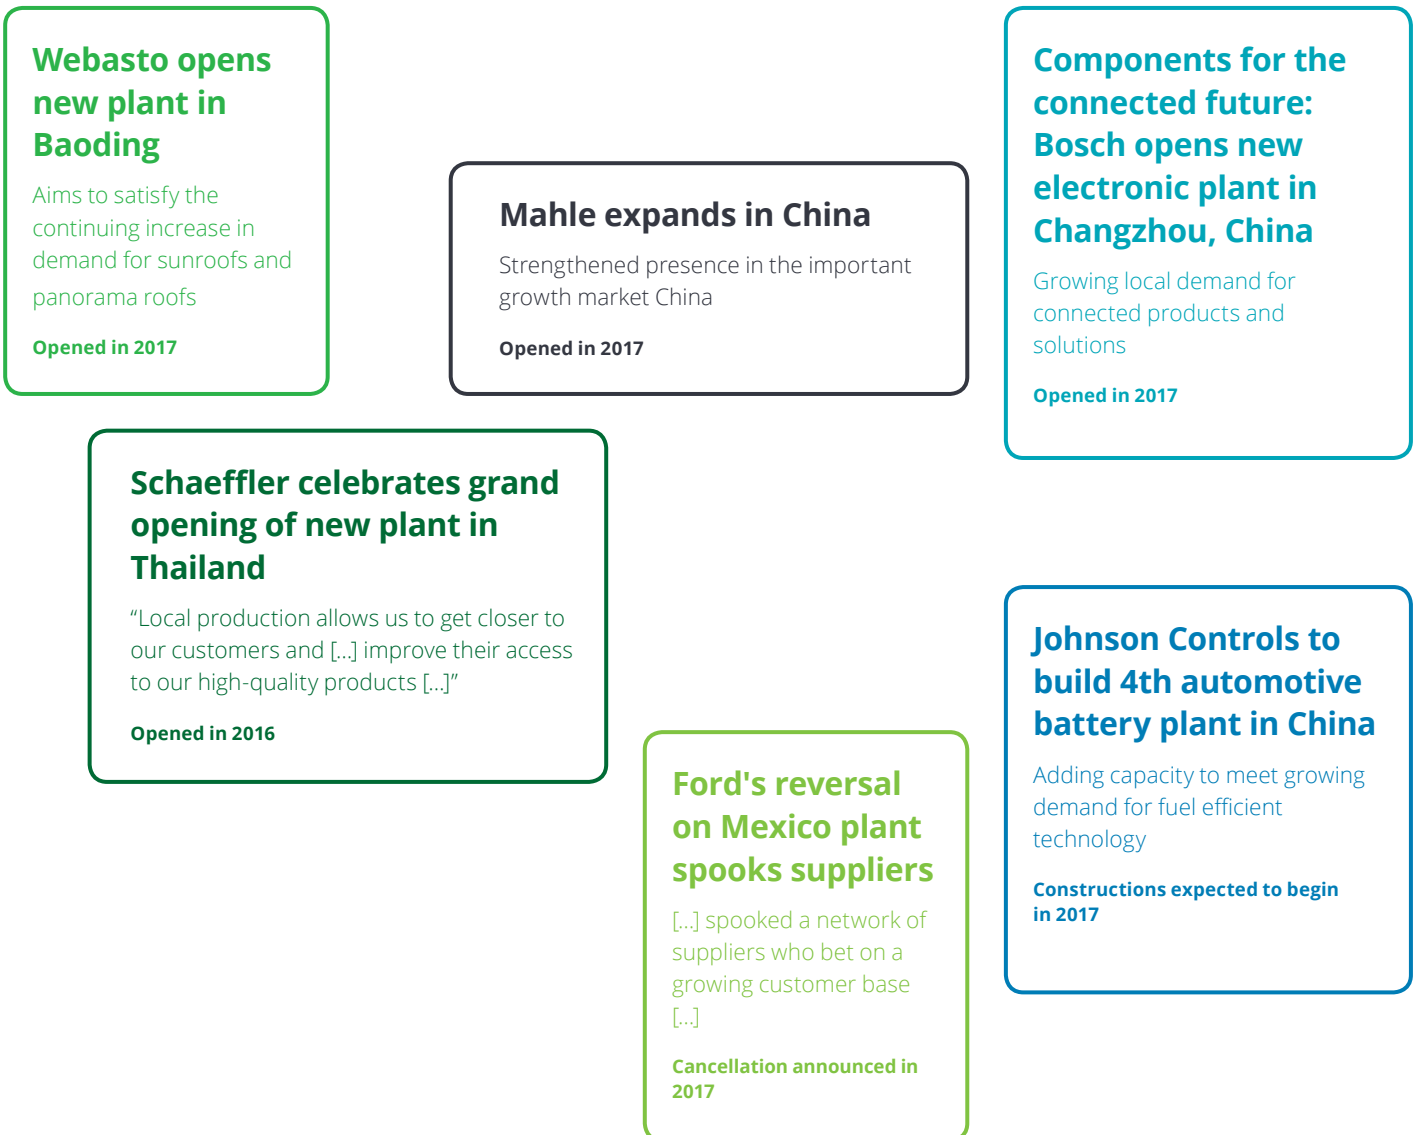 Webasto opens
new plant in
Baoding
Aims to satisfy the
continuing increase in
demand for sunroofs and
panorama roofs
Opened in 2017
Mahle expands in China
Strengthened presence in the important
growth market China
Opened in 2017
Components for the
connected future:
Bosch opens new
electronic plant in
Changzhou, China
Growing local demand for
connected products and
solutions
Opened in 2017
Schaeffler celebrates grand
opening of new plant in
Thailand
“Local production allows us to get closer to
our customers and […] improve their access
to our high-quality products […]”
Opened in 2016
Ford's reversal
on Mexico plant
spooks suppliers
[…] spooked a network of
suppliers who bet on a
growing customer base
[…]
Cancellation announced in
2017
Johnson Controls to
build 4th automotive
battery plant in China
Adding capacity to meet growing
demand for fuel efficient
technology
Constructions expected to begin
in 2017